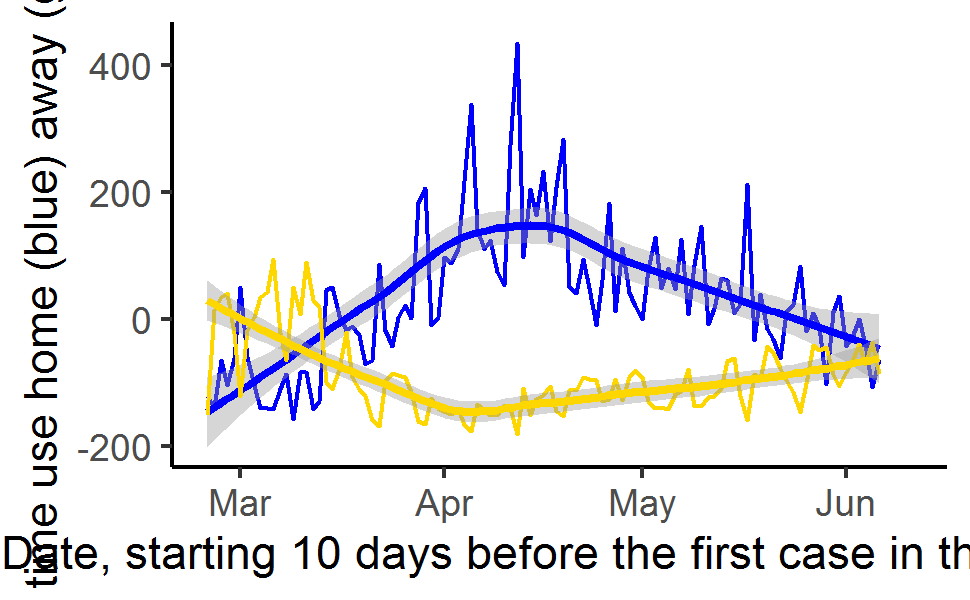 time use home (blue) away (
400
200
0
-200
Mar Apr May Jun
Date, starting 10 days before the first case in th